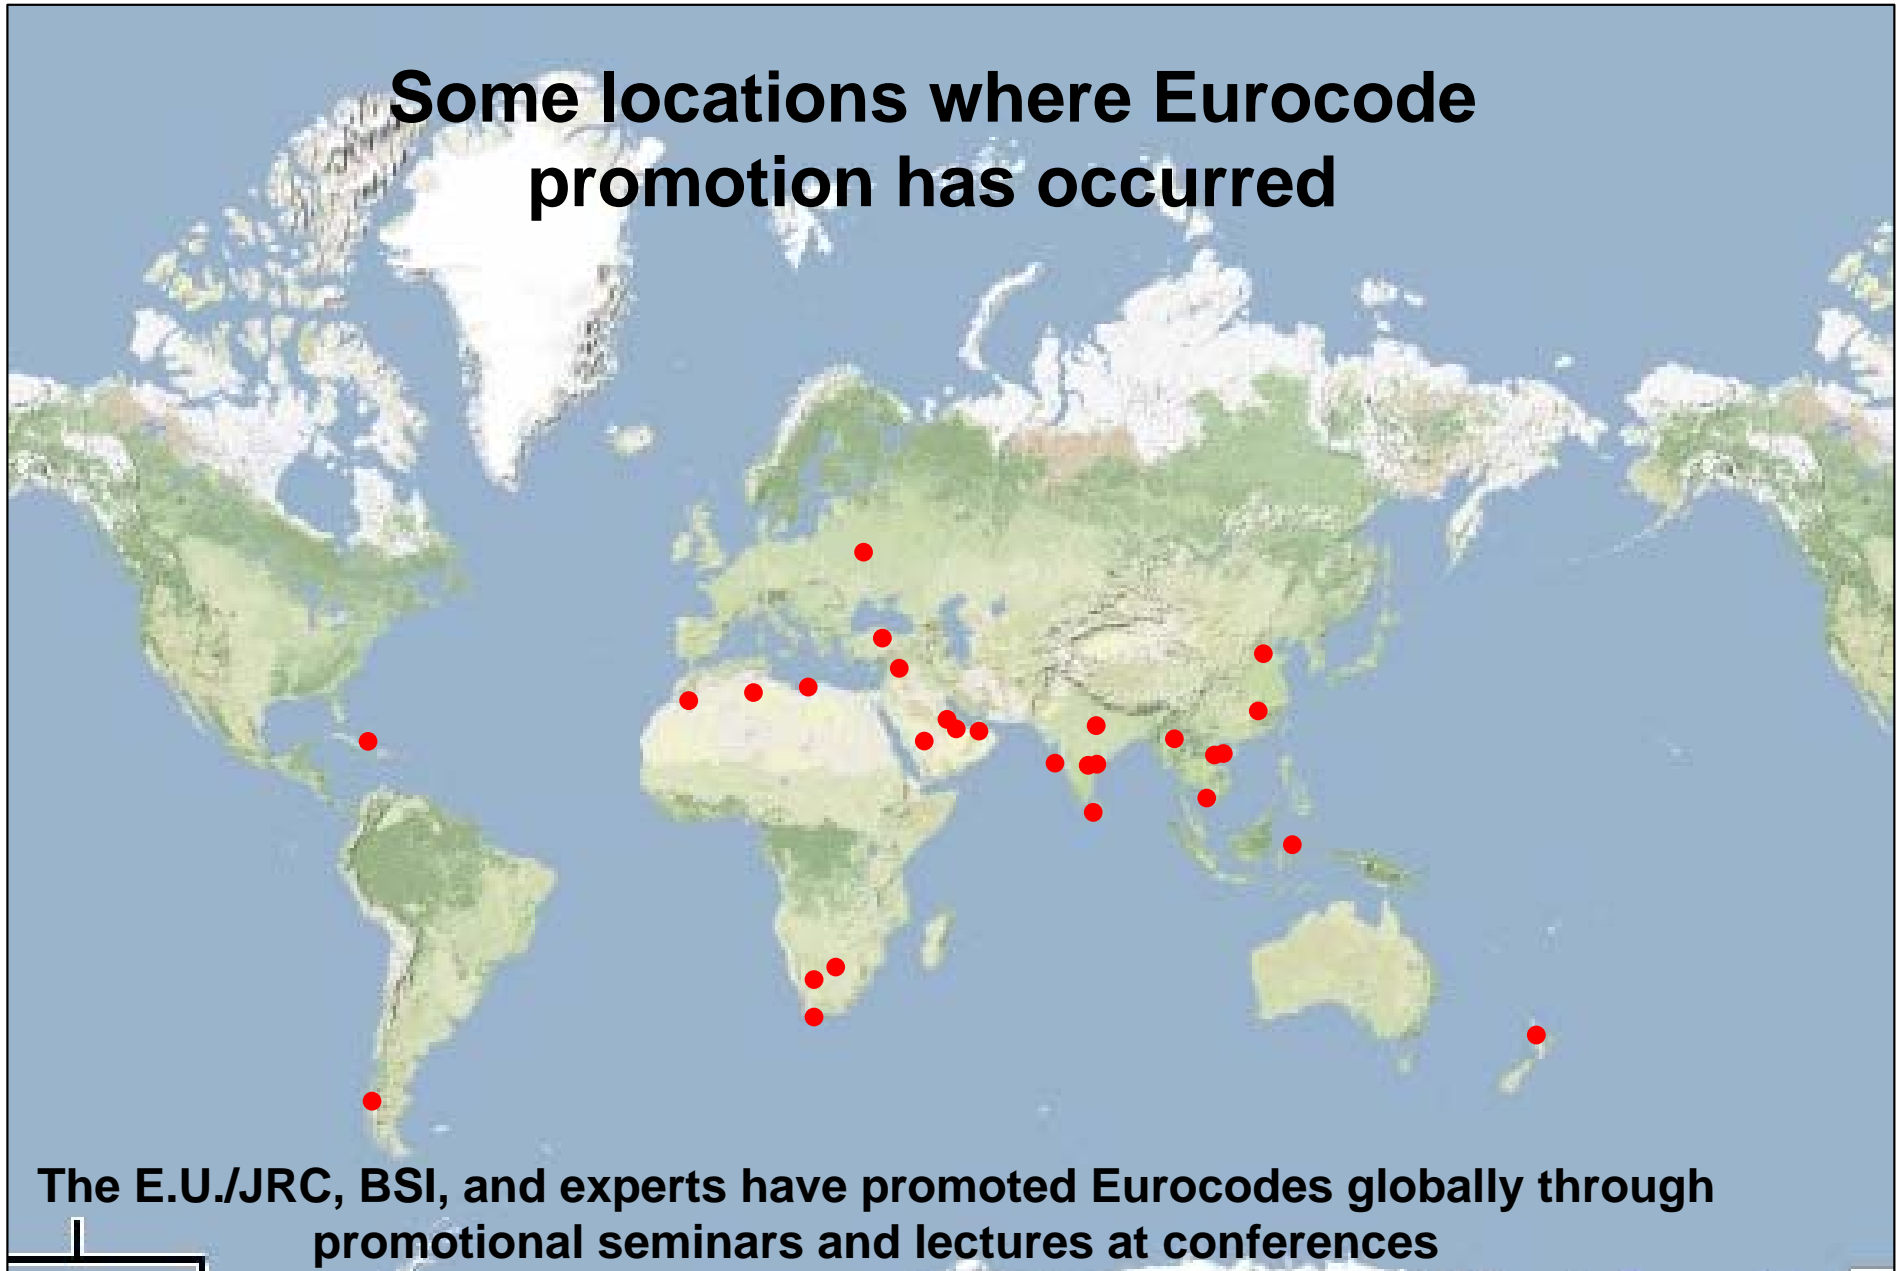 Some locations where Eurocode
promotion has occurred
The E.U./JRC, BSI, and experts have promoted Eurocodes globally through
promotional seminars and lectures at conferences